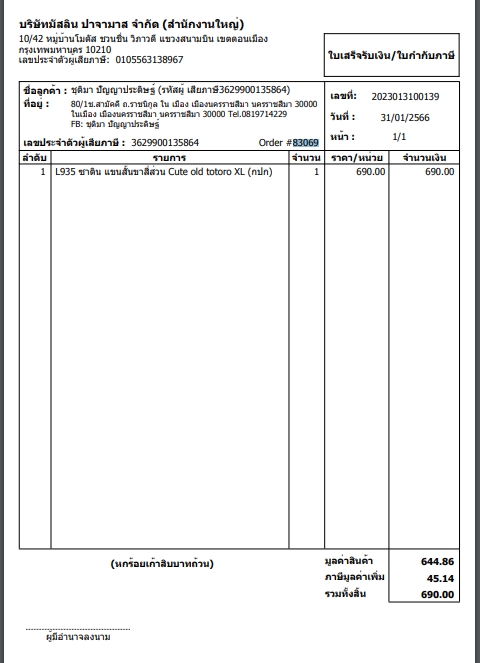 บริษัทมัสลิน ปาจามาส จำกัด (สำนักงานใหญ่)
10/42 หมู่บ้านโมดัส ชวนชื่น วิภาวดี แขวงสนามบิน เขตดอนเมือง
กรุงเทพมหานคร 10210
เลขประจำตัวผู้เสียภาษี: 0105563138967
ใบเสร็จรับเงิน/ใบกำกับภาษี
ชื่อลูกค้า : ชุติมา ปัญญาประดิษฐ์ (รหัสผู้ เสียภาษี3629900135864)
ที่อยู่ : 80/1ซ.สามัคคี ถ.ราชนิกูล ใน เมือง เมืองนครราชสีมา นครราชสีมา 30000
ในเมือง เมืองนครราชสีมา นครราชสีมา 30000 Tel.0819714229
FB: ชุติมา ปัญญาประดิษฐ์
เลขประจำตัวผู้เสียภาษี : 3629900135864 Order #83069
เลขที่: 2023013100139
วันที่ : 31/01/2566
หน้า : 1/1
ลำดับ รายการ จำนวน ราคา/หน่วย จำนวนเงิน
1 L935 ซาติน แขนสั้นขาสี่ส่วน Cute old totoro XL (กปก) 1 690.00 690.00
(หกร้อยเก้าสิบบาทถ้วน)
มูลค่าสินค้า 644.86
ภาษีมูลค่าเพิ่ม 45.14
รวมทั้งสิ้น 690.00
ผู้มีอำนาจลงนาม